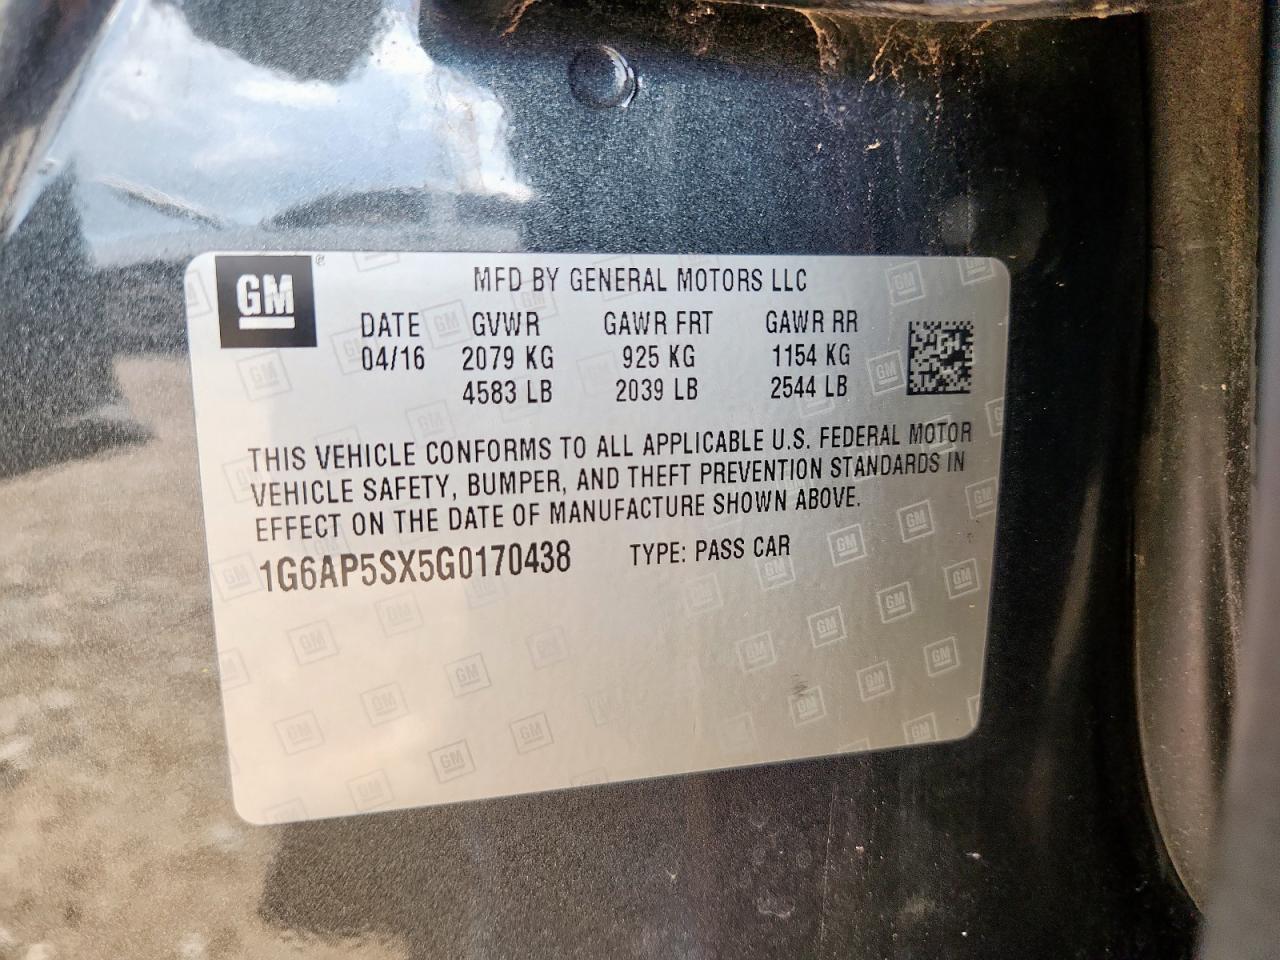 GM ®
MFD BY GENERAL MOTORS LLC
DATE GVWR GAWR FRT GAWR RR
04/16 2079 KG 925 KG 1154 KG
4583 LB 2039 LB 2544 LB
THIS VEHICLE CONFORMS TO ALL APPLICABLE U.S. FEDERAL MOTOR
VEHICLE SAFETY, BUMPER, AND THEFT PREVENTION STANDARDS IN
EFFECT ON THE DATE OF MANUFACTURE SHOWN ABOVE.
1G6AP5SX5G0170438 TYPE: PASS CAR